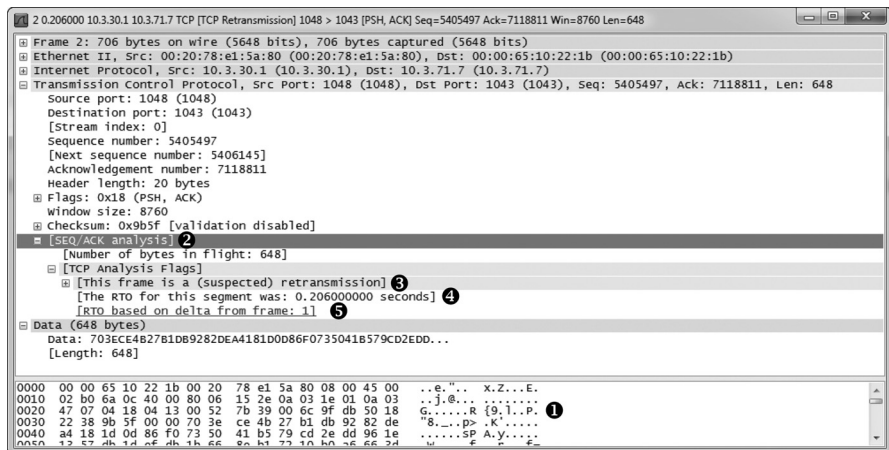 2 0.206000 10.3.30.1 10.3.71.7 TCP [TCP Retransmission] 1048 > 1043 [PSH, ACK] Seq=5405497 Ack=7118811 Win=8760 Len=648
Frame 2: 706 bytes on wire (5648 bits), 706 bytes captured (5648 bits)
Ethernet II, Src: 00:20:78:e1:5a:80 (00:20:78:e1:5a:80), Dst: 00:00:65:10:22:1b (00:00:65:10:22:1b)
Internet Protocol, Src: 10.3.30.1 (10.3.30.1), Dst: 10.3.71.7 (10.3.71.7)
Transmission Control Protocol, Src Port: 1048 (1048), Dst Port: 1043 (1043), Seq: 5405497, Ack: 7118811, Len: 648
Source port: 1048 (1048)
Destination port: 1043 (1043)
[Stream index: 0]
Sequence number: 5405497
[Next sequence number: 5406145]
Acknowledgement number: 7118811
Header length: 20 bytes
Flags: 0x18 (PSH, ACK)
Window size: 8760
Checksum: 0x9b5f [validation disabled]
[SEQ/ACK analysis] 2
[Number of bytes in flight: 648]
[TCP Analysis Flags]
[This frame is a (suspected) retransmission] 3
[The RTO for this segment was: 0.206000000 seconds] 4
[RTO based on delta from frame: 1] 5
Data (648 bytes)
Data: 703ECE4B27B1DB9282DEA4181D0D86F0735041B579CD2EDD...
[Length: 648]
0000 00 00 65 10 22 1b 00 20 78 e1 5a 80 08 00 45 00 ..e.".. x.Z...E.
0010 02 b0 6a 0c 40 00 80 06 15 2e 0a 03 1e 01 0a 03 ..j.@... ........
0020 47 07 04 18 04 13 00 52 7b 39 00 6c 9f db 50 18 G......R {9.l..P. 1
0030 22 38 9b 5f 00 00 70 3e ce 4b 27 b1 db 92 82 de "8._..p> .K'.....
0040 a4 18 1d 0d 86 f0 73 50 41 b5 79 cd 2e dd 96 1e ......sP A.y.....